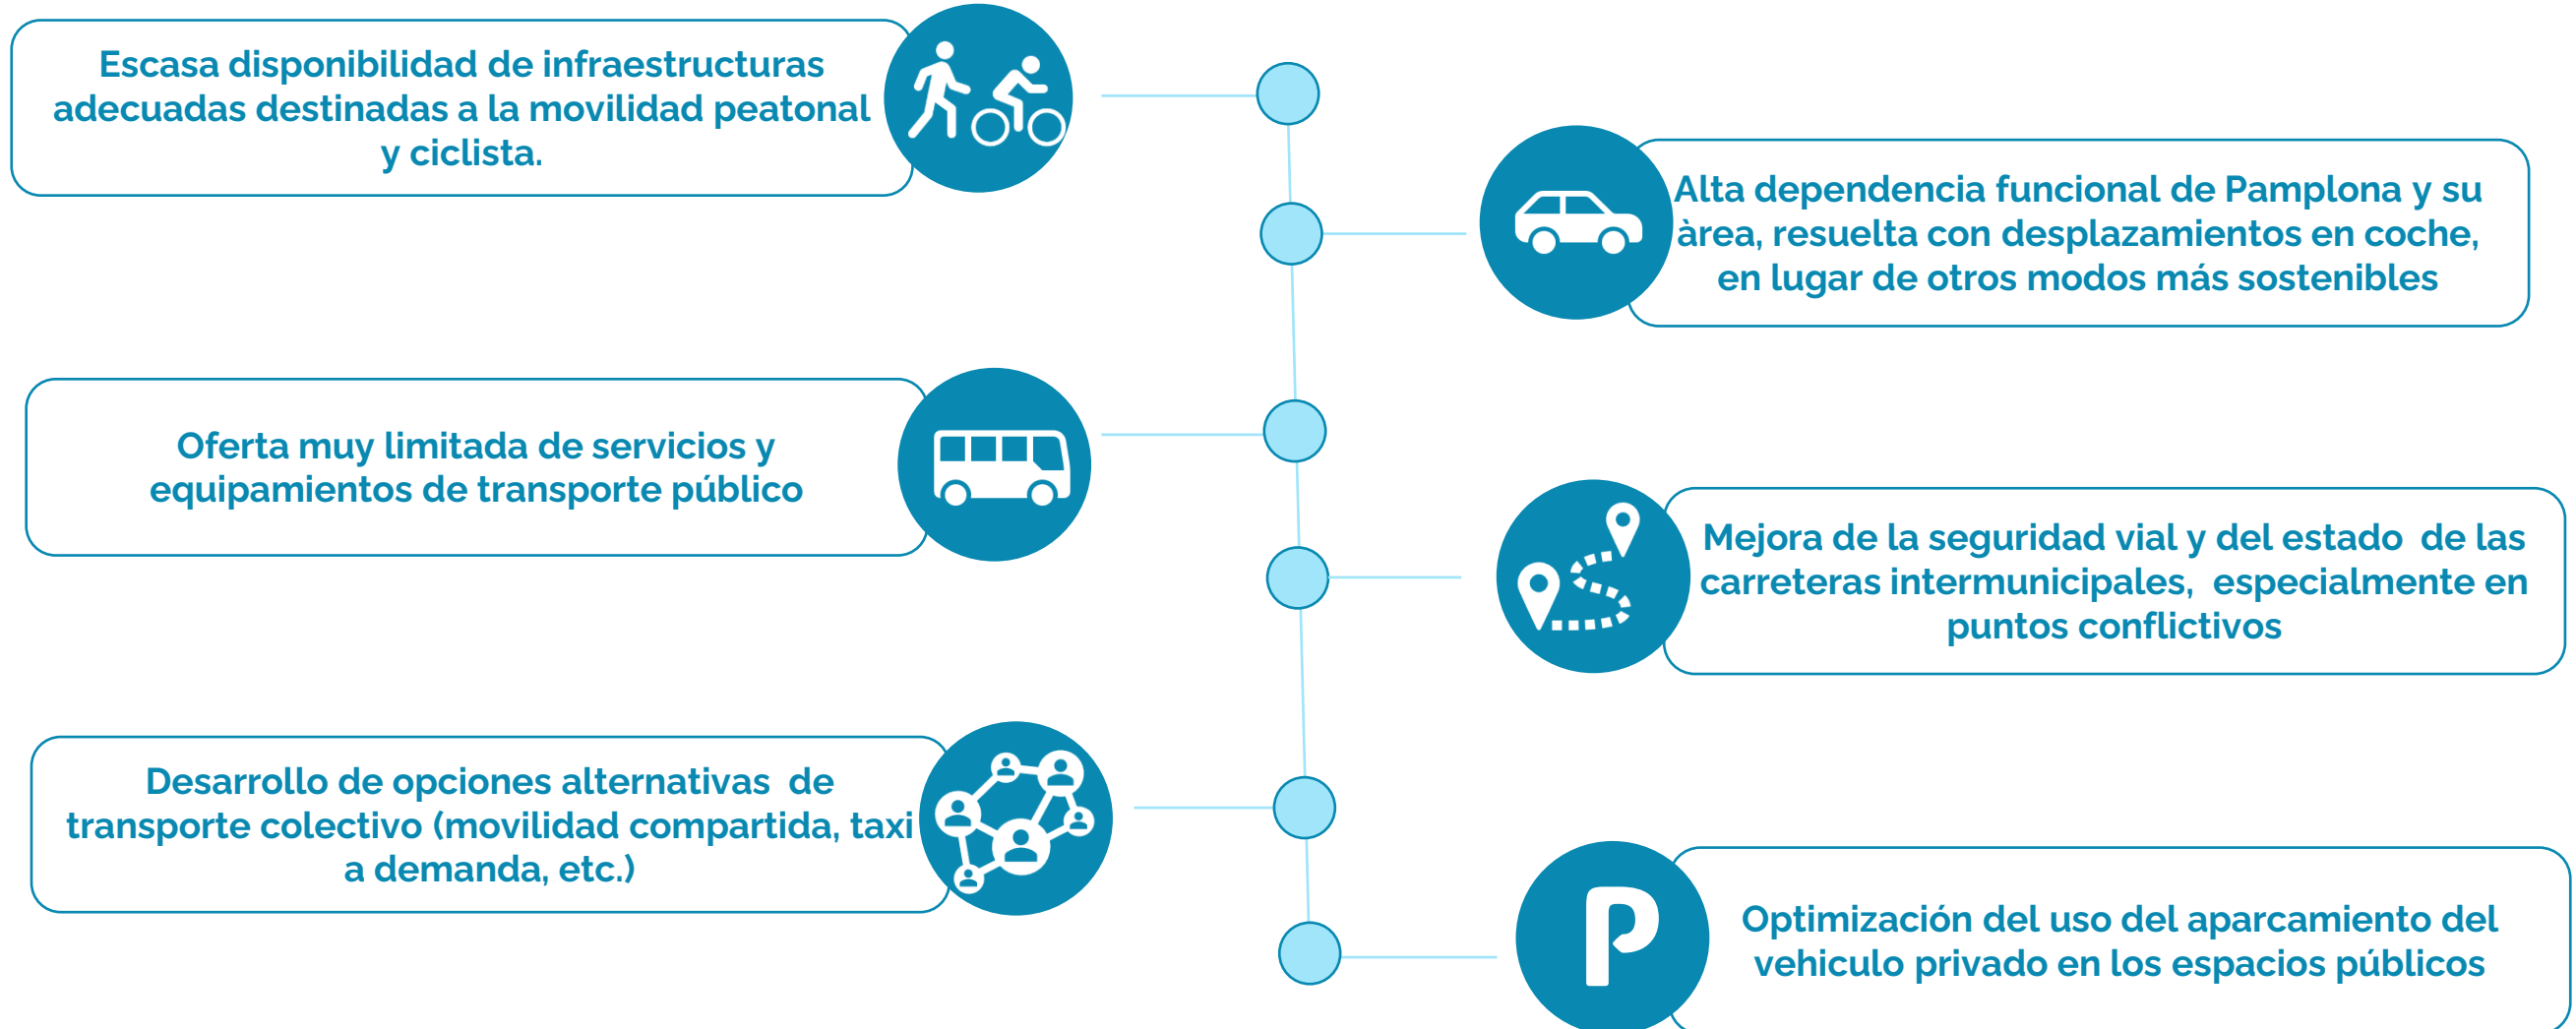 Escasa disponibilidad de infraestructuras
adecuadas destinadas a la movilidad peatonal
y ciclista.
Alta dependencia funcional de Pamplona y su
àrea, resuelta con desplazamientos en coche,
en lugar de otros modos más sostenibles
Oferta muy limitada de servicios y
equipamientos de transporte público
Mejora de la seguridad vial y del estado de las
carreteras intermunicipales, especialmente en
puntos conflictivos
Desarrollo de opciones alternativas de
transporte colectivo (movilidad compartida, taxi
a demanda, etc.)
P
Optimización del uso del aparcamiento del
vehiculo privado en los espacios públicos